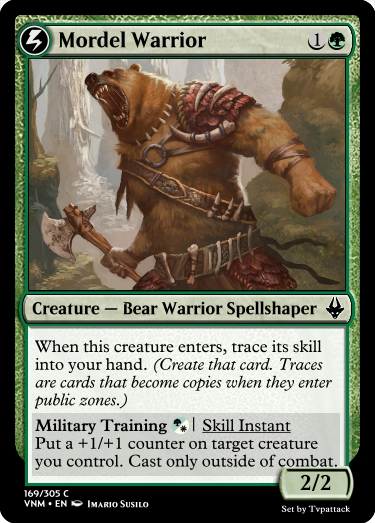 Mordel Warrior 1
Creature — Bear Warrior Spellshaper
When this creature enters, trace its skill
into your hand. (Create that card. Traces
are cards that become copies when they enter
public zones.)
Military Training | Skill Instant
Put a +1/+1 counter on target creature
you control. Cast only outside of combat.
2/2
169/305 C
VNM • EN Imario Susilo
Set by Tvpattack